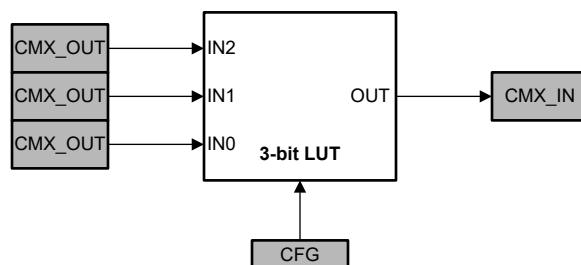 CMX_OUT
IN2
CMX_OUT
IN1
OUT
CMX_IN
CMX_OUT
IN0
3-bit LUT
CFG